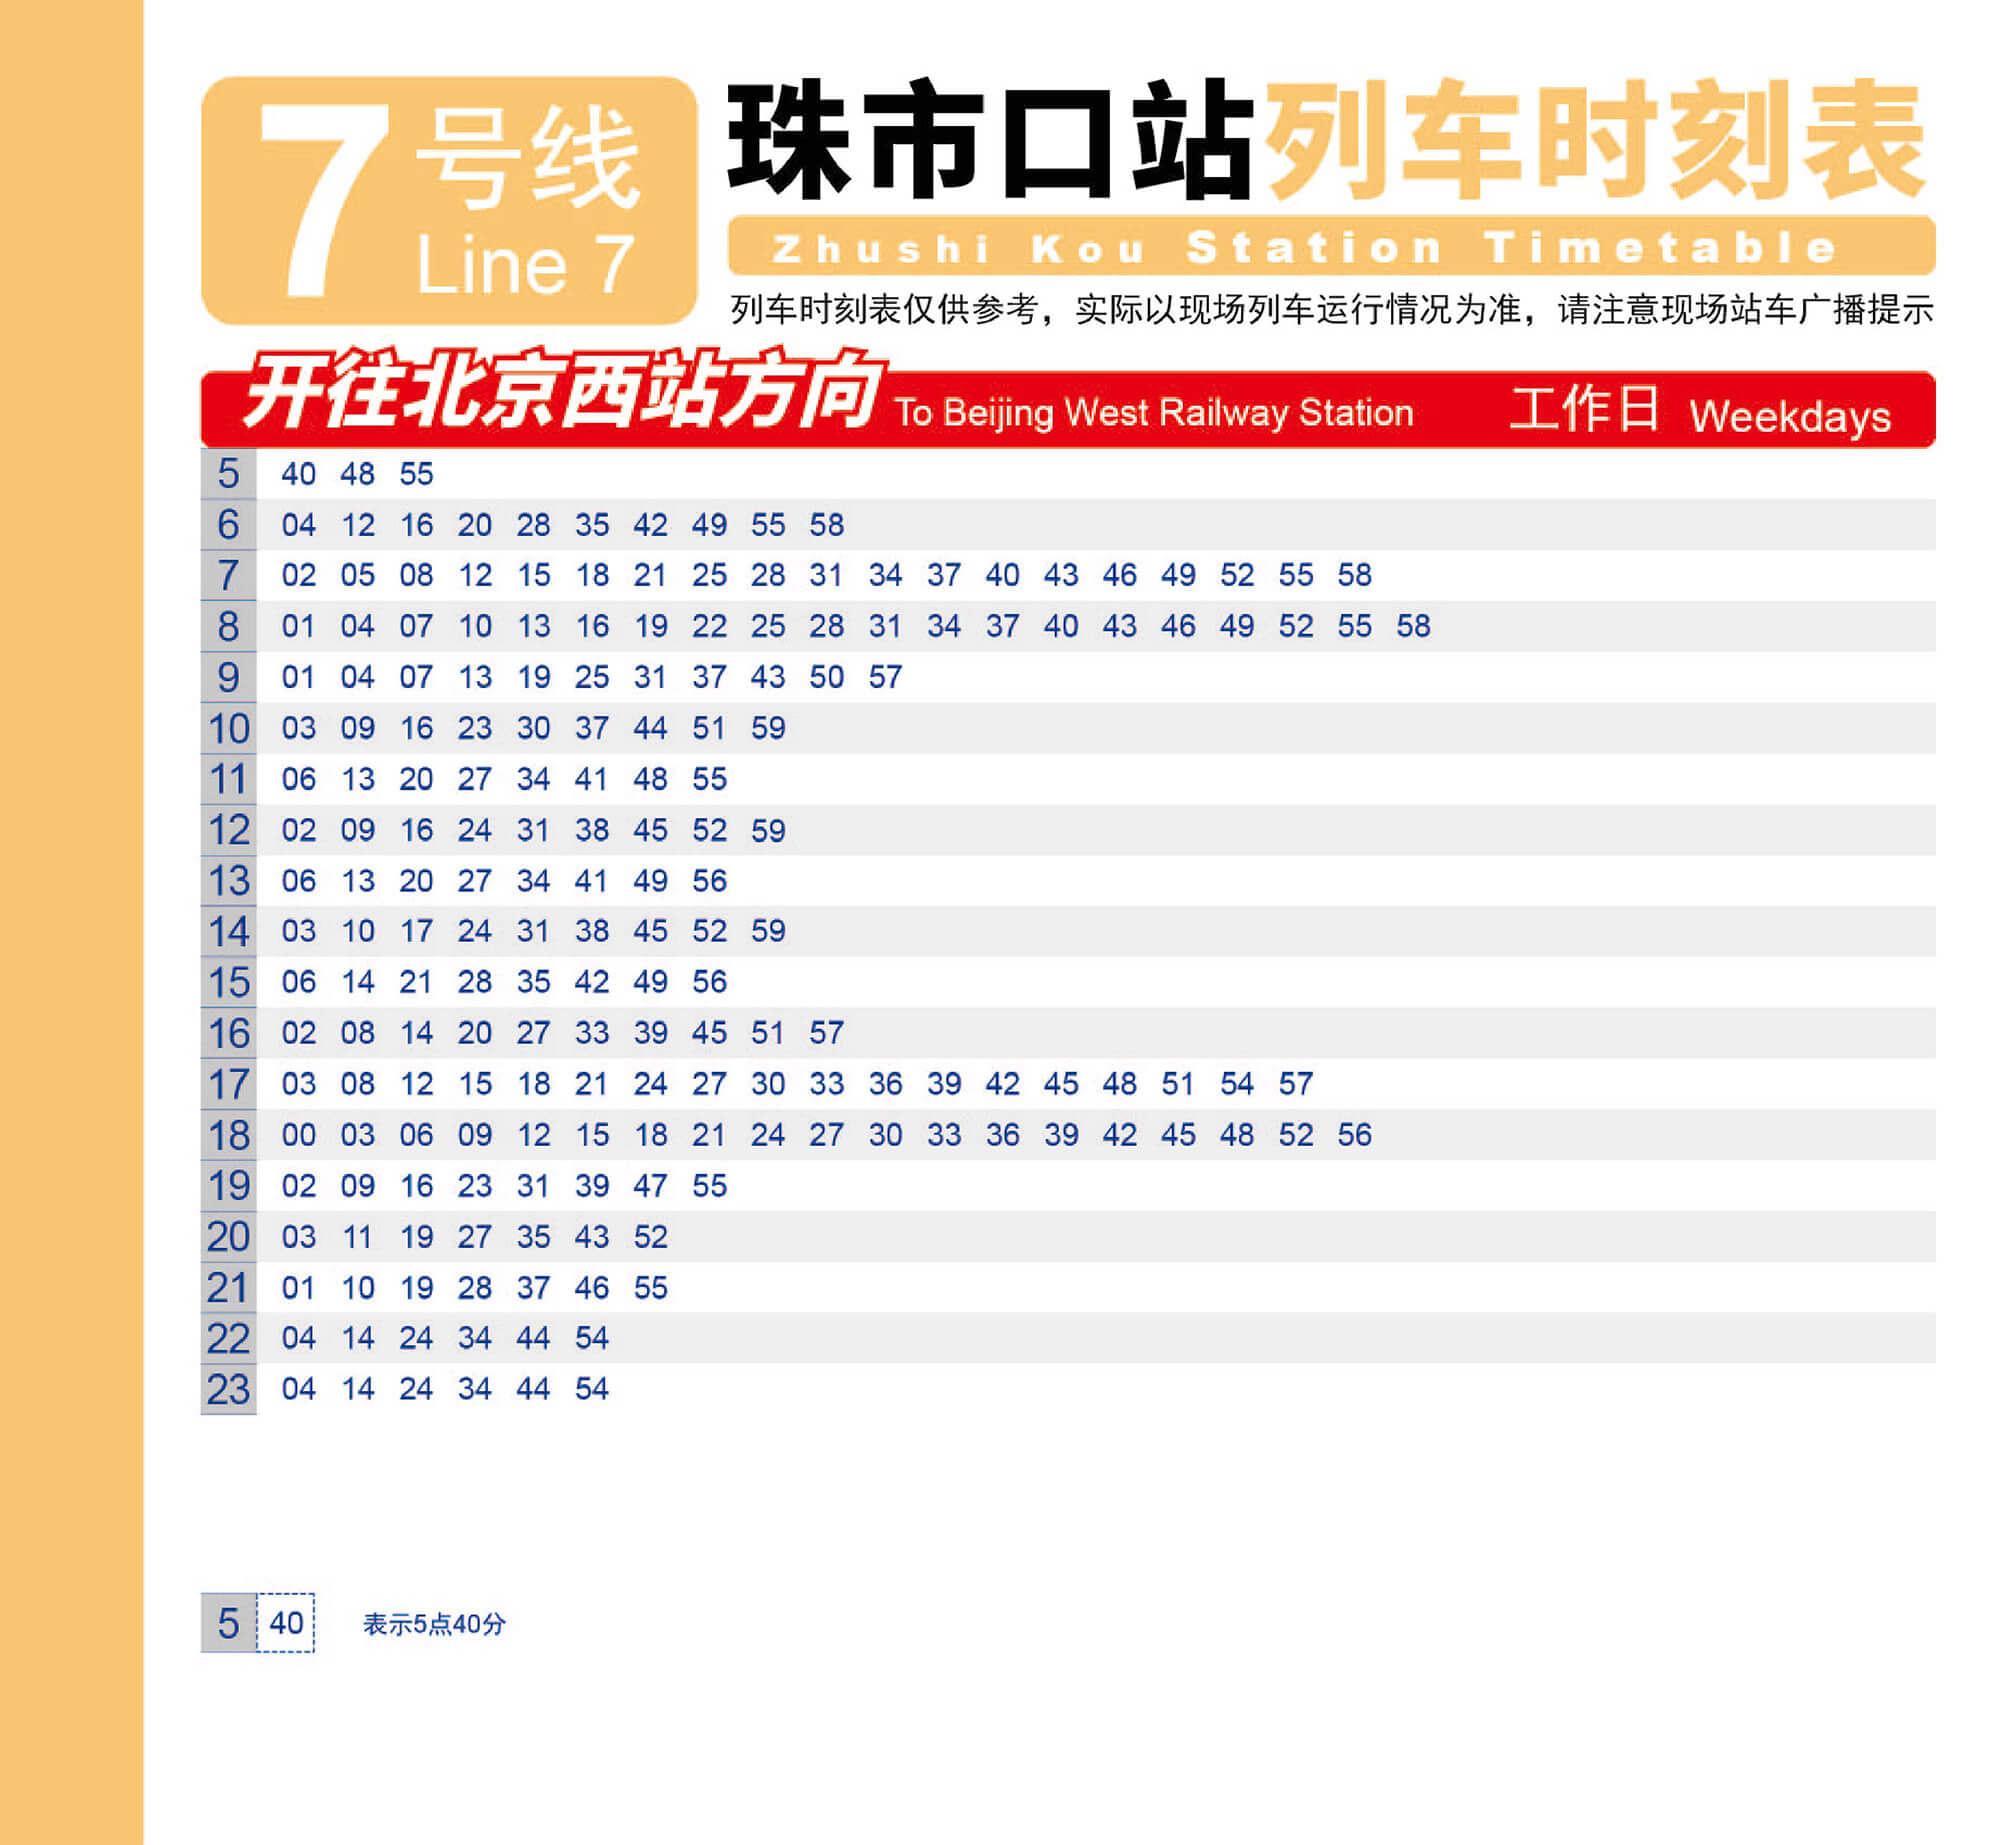 7号线
Line 7
珠市口站列车时刻表
Zhushi Kou Station Timetable
列车时刻表仅供参考，实际以现场列车运行情况为准，请注意现场站车广播提示
开往北京西站方向 To Beijing West Railway Station 工作日 Weekdays
5 40 48 55
6 04 12 16 20 28 35 42 49 55 58
7 02 05 08 12 15 18 21 25 28 31 34 37 40 43 46 49 52 55 58
8 01 04 07 10 13 16 19 22 25 28 31 34 37 40 43 46 49 52 55 58
9 01 04 07 13 19 25 31 37 43 50 57
10 03 09 16 23 30 37 44 51 59
11 06 13 20 27 34 41 48 55
12 02 09 16 24 31 38 45 52 59
13 06 13 20 27 34 41 49 56
14 03 10 17 24 31 38 45 52 59
15 06 14 21 28 35 42 49 56
16 02 08 14 20 27 33 39 45 51 57
17 03 08 12 15 18 21 24 27 30 33 36 39 42 45 48 51 54 57
18 00 03 06 09 12 15 18 21 24 27 30 33 36 39 42 45 48 52 56
19 02 09 16 23 31 39 47 55
20 03 11 19 27 35 43 52
21 01 10 19 28 37 46 55
22 04 14 24 34 44 54
23 04 14 24 34 44 54
5 40 表示5点40分